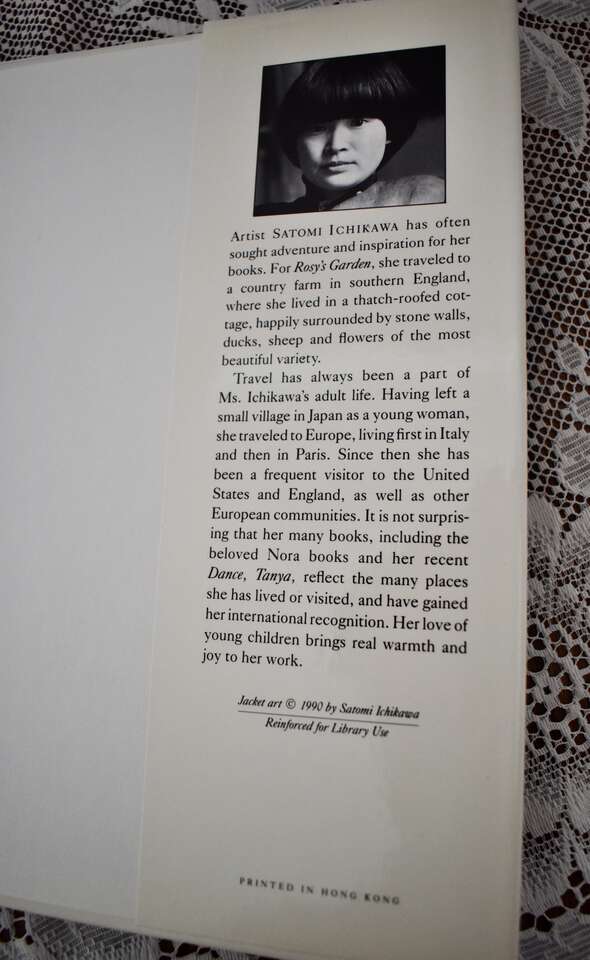 Artist SATOMI ICHIKAWA has often
sought adventure and inspiration for her
books. For Rosy's Garden, she traveled to
a country farm in southern England,
where she lived in a thatch-roofed cot-
tage, happily surrounded by stone walls,
ducks, sheep and flowers of the most
beautiful variety.
Travel has always been a part of
Ms. Ichikawa's adult life. Having left a
small village in Japan as a young woman,
she traveled to Europe, living first in Italy
and then in Paris. Since then she has
been a frequent visitor to the United
States and England, as well as other
European communities. It is not surpris-
ing that her many books, including the
beloved Nora books and her recent
Dance, Tanya, reflect the many places
she has lived or visited, and have gained
her international recognition. Her love of
young children brings real warmth and
joy to her work.
Jacket art © 1990 by Satomi Ichikawa
Reinforced for Library Use
PRINTED IN HONG KONG